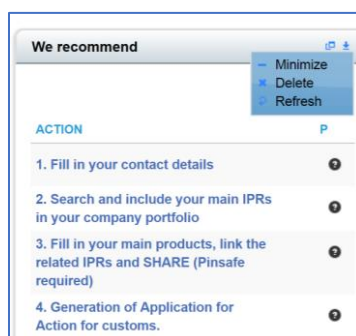 We recommend
Minimize
Delete
Refresh
ACTION P
1. Fill in your contact details
2. Search and include your main IPRs
in your company portfolio
3. Fill in your main products, link the
related IPRs and SHARE (Pinsafe
required)
4. Generation of Application for
Action for customs.